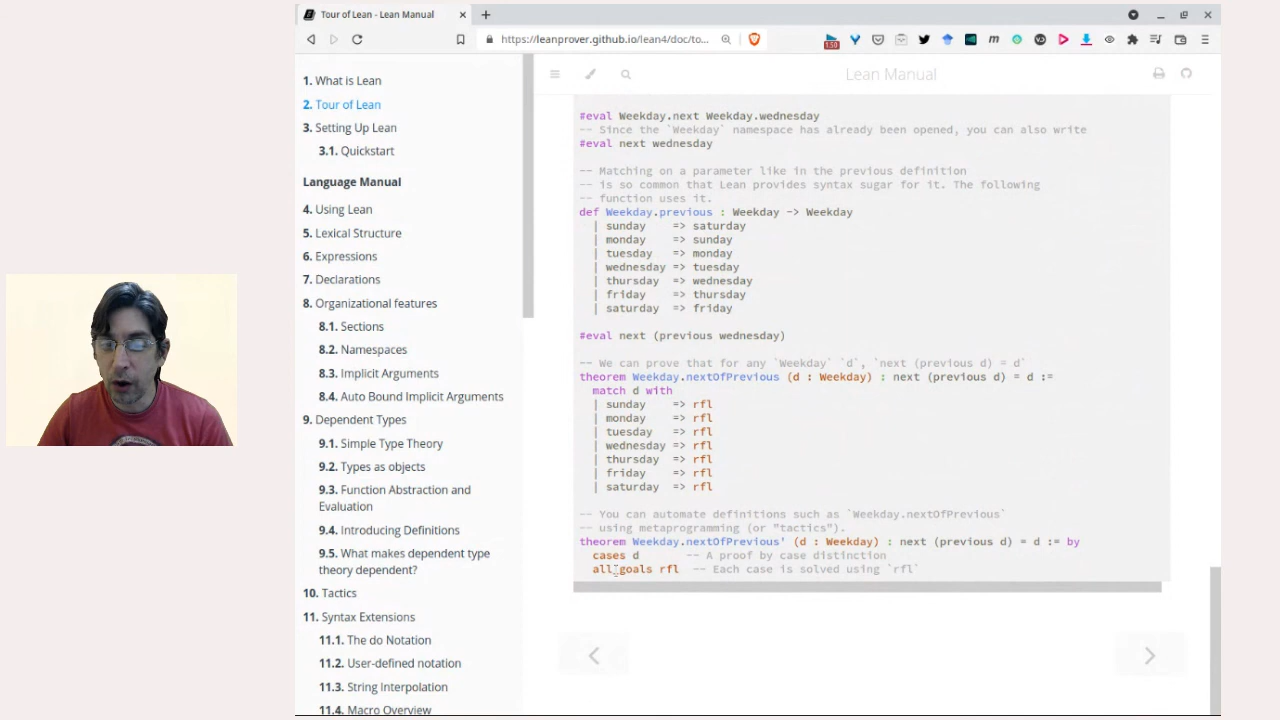 Tour of Lean - Lean Manual
https://leanprover.github.io/lean4/doc/to...
1.50
1. What is Lean
2. Tour of Lean
3. Setting Up Lean
3.1. Quickstart
Language Manual
4. Using Lean
5. Lexical Structure
6. Expressions
7. Declarations
8. Organizational features
8.1. Sections
8.2. Namespaces
8.3. Implicit Arguments
8.4. Auto Bound Implicit Arguments
9. Dependent Types
9.1. Simple Type Theory
9.2. Types as objects
9.3. Function Abstraction and
Evaluation
9.4. Introducing Definitions
9.5. What makes dependent type
theory dependent?
10. Tactics
11. Syntax Extensions
11.1. The do Notation
11.2. User-defined notation
11.3. String Interpolation
11.4. Macro Overview
Lean Manual
#eval Weekday.next Weekday.wednesday
-- Since the `Weekday` namespace has already been opened, you can also write
#eval next wednesday
-- Matching on a parameter like in the previous definition
-- is so common that Lean provides syntax sugar for it. The following
-- function uses it.
def Weekday.previous : Weekday -> Weekday
| sunday => saturday
| monday => sunday
| tuesday => monday
| wednesday => tuesday
| thursday => wednesday
| friday => thursday
| saturday => friday
#eval next (previous wednesday)
-- We can prove that for any `Weekday` `d`, `next (previous d) = d`
theorem Weekday.nextOfPrevious (d : Weekday) : next (previous d) = d :=
match d with
| sunday => rfl
| monday => rfl
| tuesday => rfl
| wednesday => rfl
| thursday => rfl
| friday => rfl
| saturday => rfl
-- You can automate definitions such as `Weekday.nextOfPrevious`
-- using metaprogramming (or "tactics").
theorem Weekday.nextOfPrevious' (d : Weekday) : next (previous d) = d := by
cases d -- A proof by case distinction
all_goals rfl -- Each case is solved using `rfl`